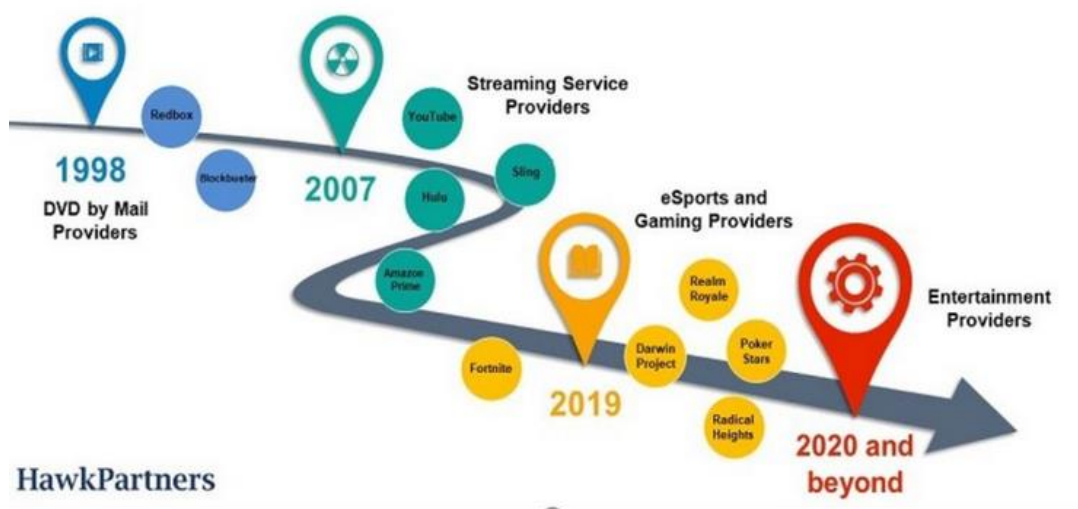 1998
DVD by Mail
Providers
Redbox
Blockbuster
2007
Streaming Service
Providers
YouTube
Hulu
Sling
Amazon
Prime
2019
eSports and
Gaming Providers
Fortnite
Darwin
Project
Realm
Royale
Poker
Stars
Radical
Heights
2020 and
beyond
Entertainment
Providers
HawkPartners